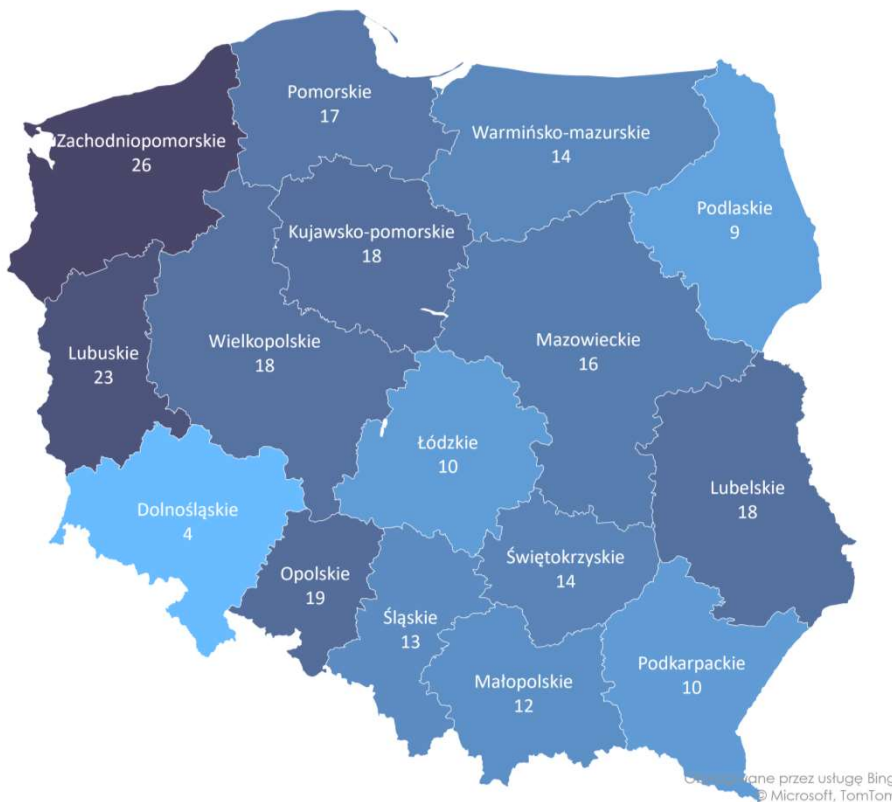 Pomorskie
17
Zachodniopomorskie
26
Warmińsko-mazurskie
14
Podlaskie
9
Kujawsko-pomorskie
18
Wielkopolskie
18
Mazowieckie
16
Lubuskie
23
Łódzkie
10
Lubelskie
18
Dolnośląskie
4
Opolskie
19
Świętokrzyskie
14
Śląskie
13
Małopolskie
12
Podkarpackie
10
przez usługę Bing
© Microsoft, TomTom